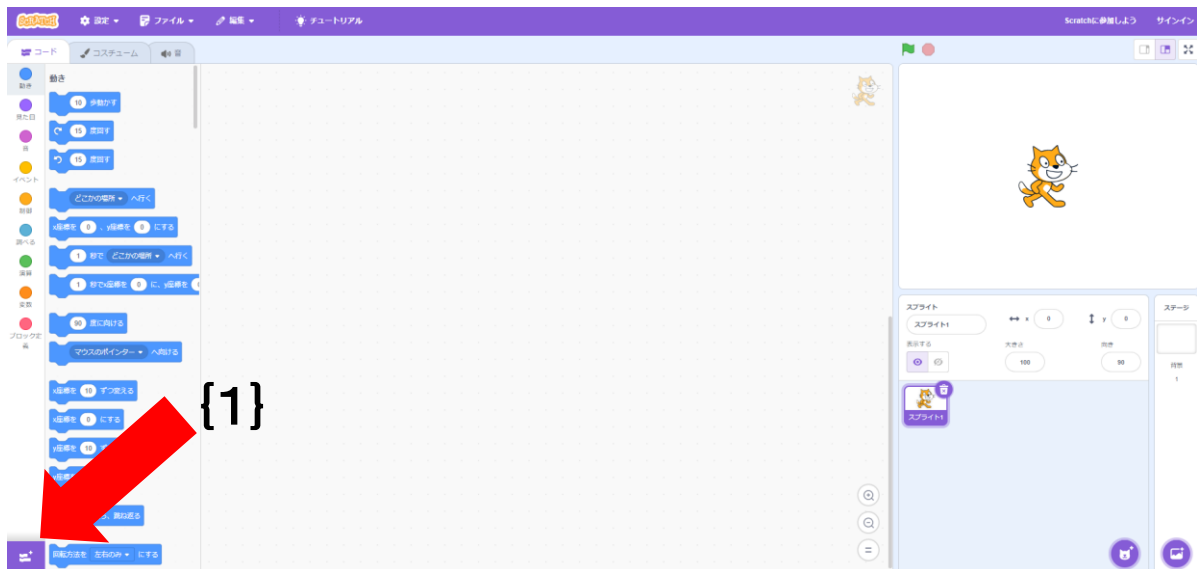 SCRATCH 設定 ファイル 編集 チュートリアル Scratchに参加しよう サインイン
コード コスチューム 音
動き
見た目
音
イベント
制御
調べる
演算
変数
ブロック定義
動き
10 歩動かす
15 度回す
15 度回す
どこかの場所 へ行く
x座標を 0 、y座標を 0 にする
1 秒で どこかの場所 へ行く
1 秒でx座標を 0 に、y座標を
90 度に向ける
マウスのポインター へ向ける
x座標を 10 ずつ変える
x座標を 0 にする
y座標を 10
、跳ね返る
回転方法を 左右のみ にする
{1}
スプライト
スプライト1
x 0
y 0
表示する
大きさ
100
向き
90
スプライト1
ステージ
背景
1